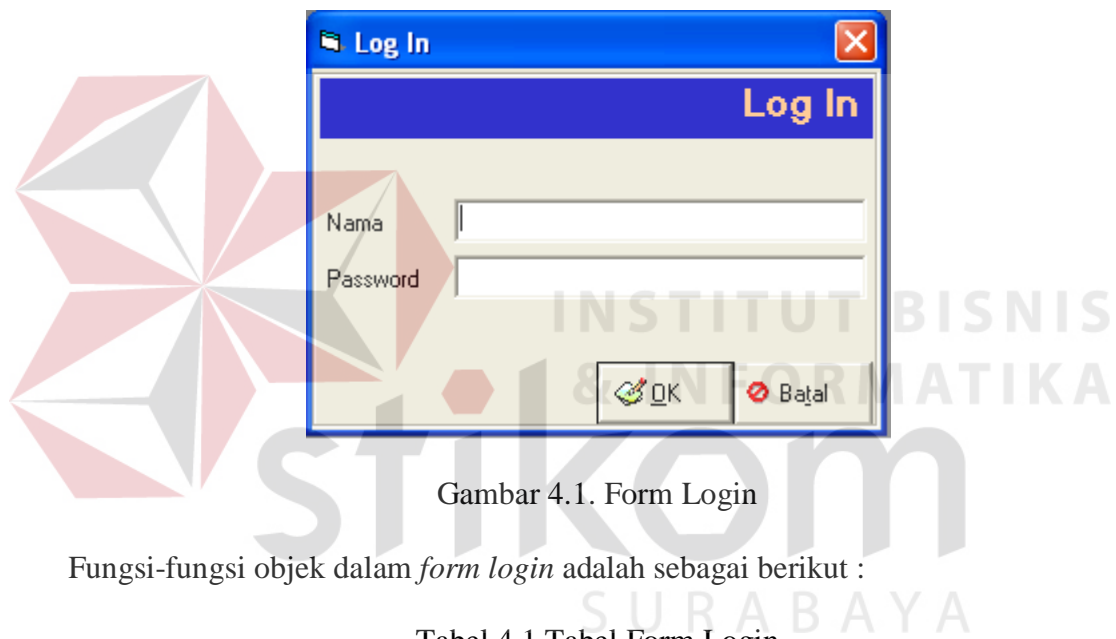 Log In
Log In
Nama
Password
INSTITUT BISNIS
& INFORMATIKA
OK
Batal
stikom
Gambar 4.1. Form Login
Fungsi-fungsi objek dalam form login adalah sebagai berikut :
SURABAYA
Tabel 4.1 Tabel Form Login